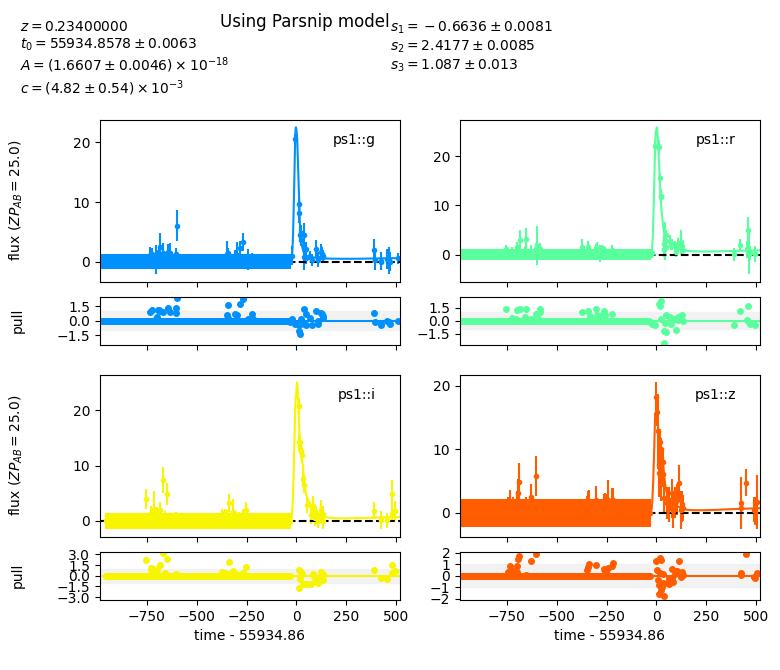 Using Parsnip model
z = 0.23400000
t₀ = 55934.8578 ± 0.0063
A = (1.6607 ± 0.0046) × 10⁻¹⁸
c = (4.82 ± 0.54) × 10⁻³
s₁ = −0.6636 ± 0.0081
s₂ = 2.4177 ± 0.0085
s₃ = 1.087 ± 0.013
flux (ZP_AB = 25.0)
20
10
0
ps1::g
20
10
0
ps1::r
pull
1.5
0.0
−1.5
1.5
0.0
−1.5
flux (ZP_AB = 25.0)
20
10
0
ps1::i
20
10
0
ps1::z
pull
3.0
1.5
0.0
−1.5
−3.0
2
1
0
−1
−2
−750 −500 −250 0 250 500
time - 55934.86
−750 −500 −250 0 250 500
time - 55934.86